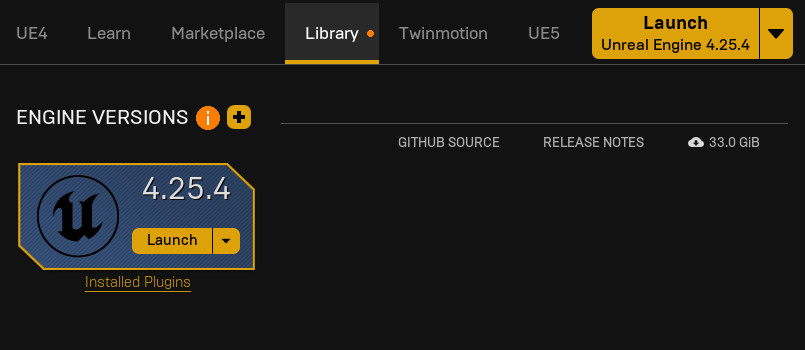 UE4 Learn Marketplace Library Twinmotion UE5
Launch
Unreal Engine 4.25.4
ENGINE VERSIONS
GITHUB SOURCE RELEASE NOTES 33.0 GiB
4.25.4
Launch
Installed Plugins